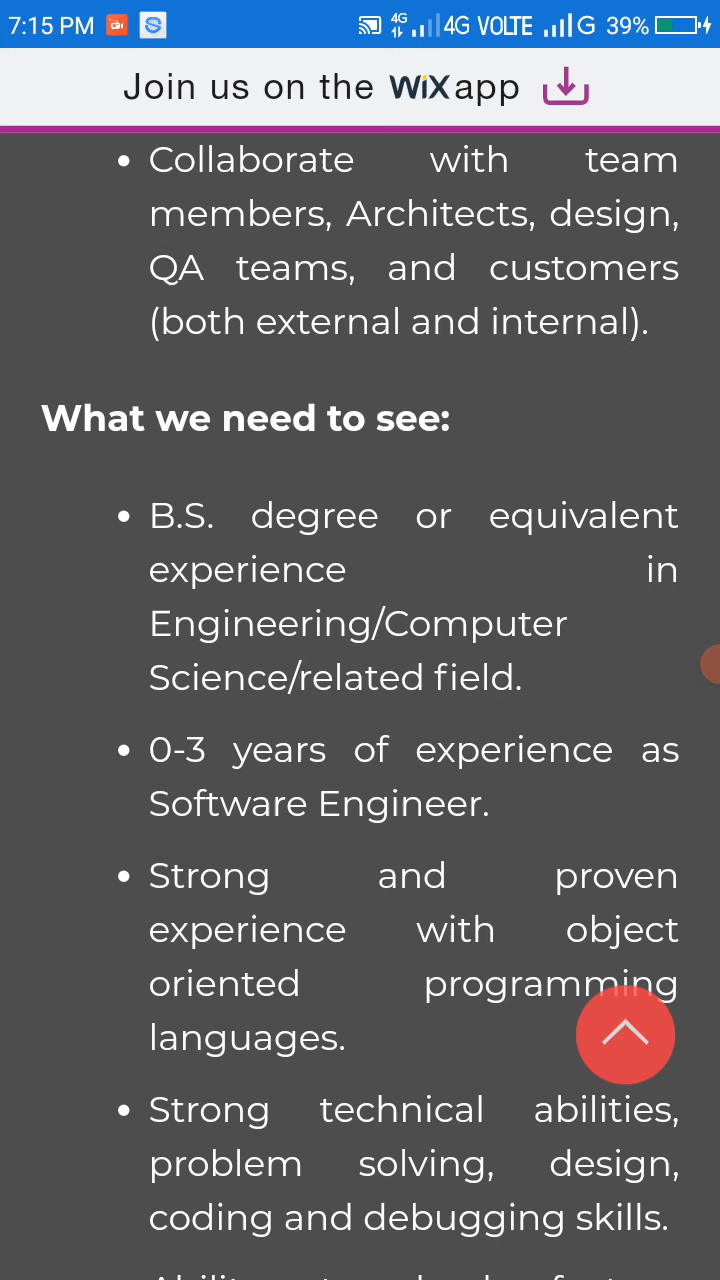 7:15 PM 4G 4G VOLTE G 39%
Join us on the WiX app
• Collaborate with team
members, Architects, design,
QA teams, and customers
(both external and internal).
What we need to see:
• B.S. degree or equivalent
experience in
Engineering/Computer
Science/related field.
• 0-3 years of experience as
Software Engineer.
• Strong and proven
experience with object
oriented programming
languages.
• Strong technical abilities,
problem solving, design,
coding and debugging skills.